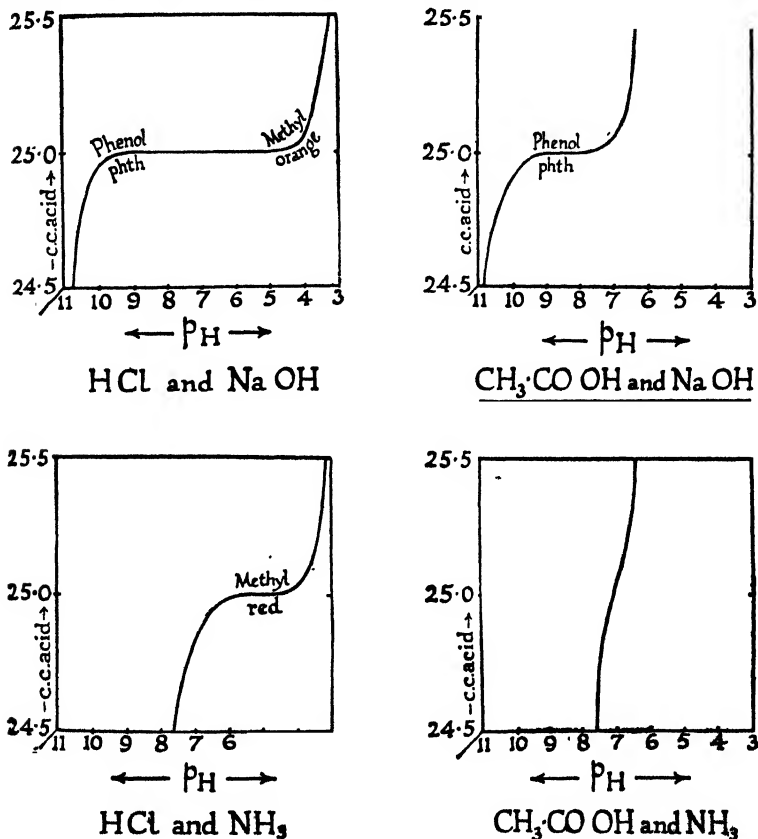 25·5
Phenol
phth
Methyl
orange
25·0
-c.c.acid→
24·5
11 10 9 8 7 6 5 4 3
← pH →
HCl and NaOH
25·5
Phenol
phth
25·0
c.c.acid→
24·5
11 10 9 8 7 6 5 4 3
← pH →
CH₃·COOH and NaOH
25·5
Methyl
red
25·0
-c.c.acid→
24·5
11 10 9 8 7 6
← pH →
HCl and NH₃
25·5
25·0
-c.c.acid→
24·5
11 10 9 8 7 6 5 4 3
← pH →
CH₃·COOH and NH₃